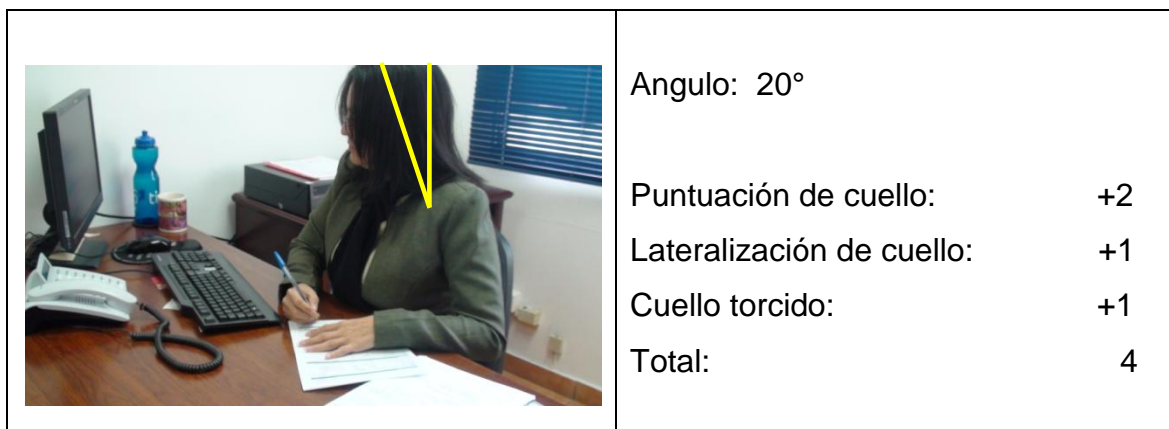 Angulo: 20°
Puntuación de cuello: +2
Lateralización de cuello: +1
Cuello torcido: +1
Total: 4